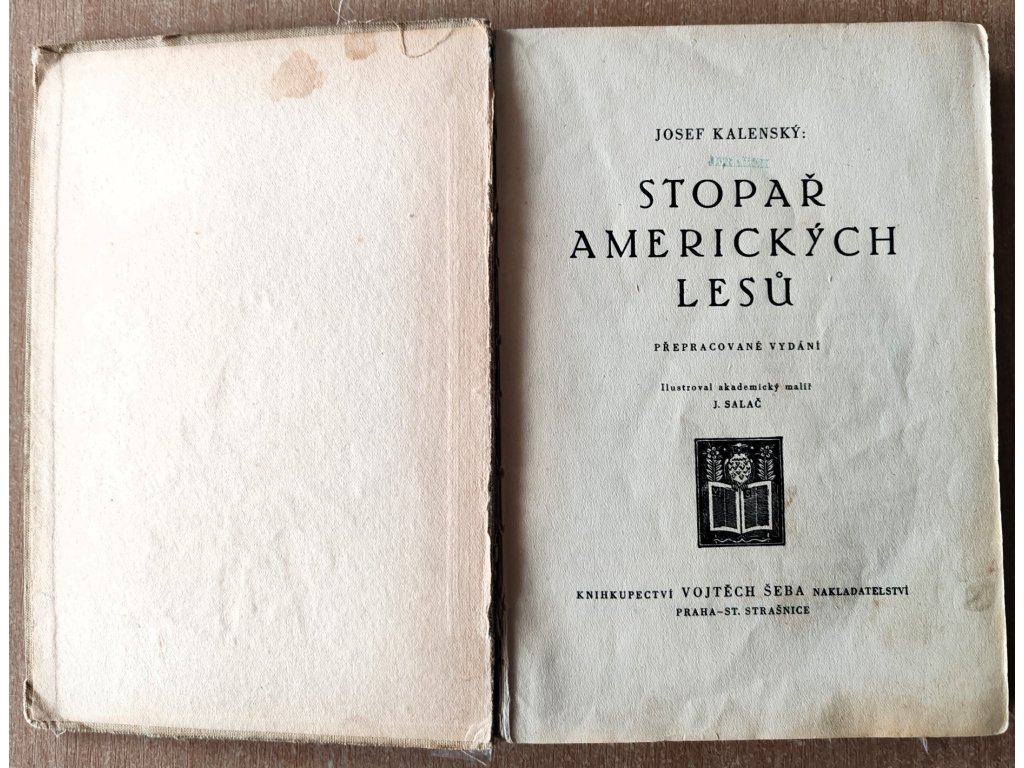 JOSEF KALENSKÝ:
STOPAŘ
AMERICKÝCH
LESŮ
PŘEPRACOVANÉ VYDÁNÍ
Ilustroval akademický malíř
J. SALAČ
KNIHKUPECTVÍ VOJTĚCH ŠEBA NAKLADATELSTVÍ
PRAHA–ST. STRAŠNICE